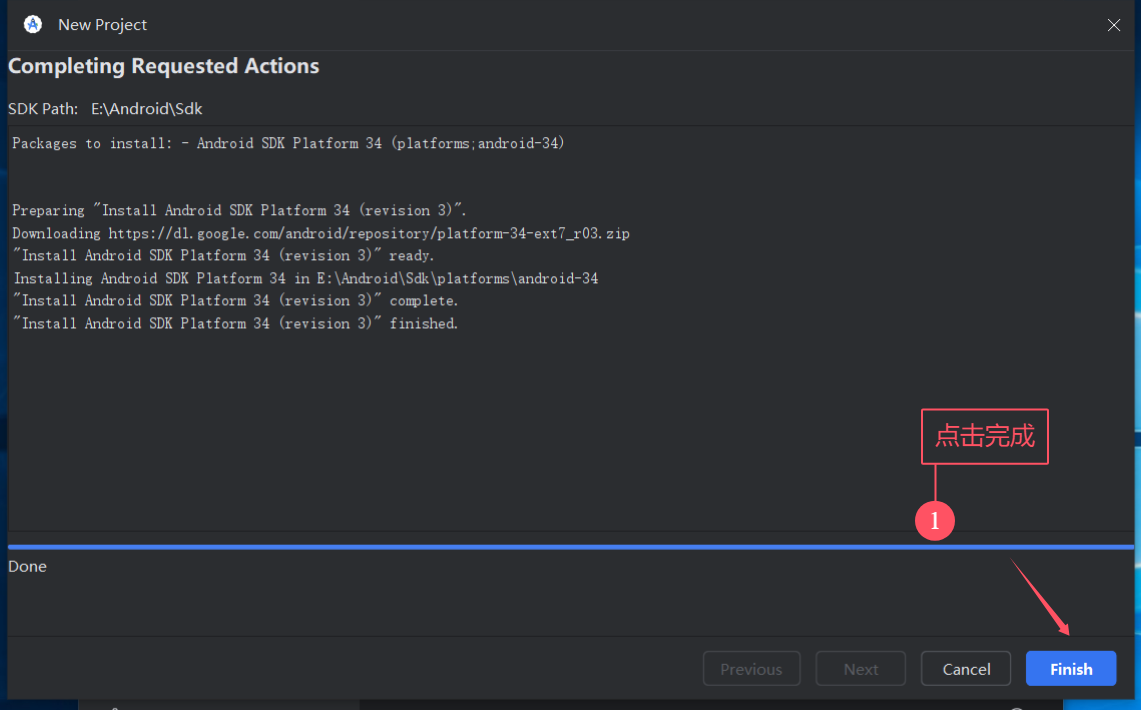 New Project
Completing Requested Actions
SDK Path: E:\Android\Sdk
Packages to install: - Android SDK Platform 34 (platforms;android-34)
Preparing "Install Android SDK Platform 34 (revision 3)".
Downloading https://dl.google.com/android/repository/platform-34-ext7_r03.zip
"Install Android SDK Platform 34 (revision 3)" ready.
Installing Android SDK Platform 34 in E:\Android\Sdk\platforms\android-34
"Install Android SDK Platform 34 (revision 3)" complete.
"Install Android SDK Platform 34 (revision 3)" finished.
点击完成
1
Done
Previous Next Cancel Finish